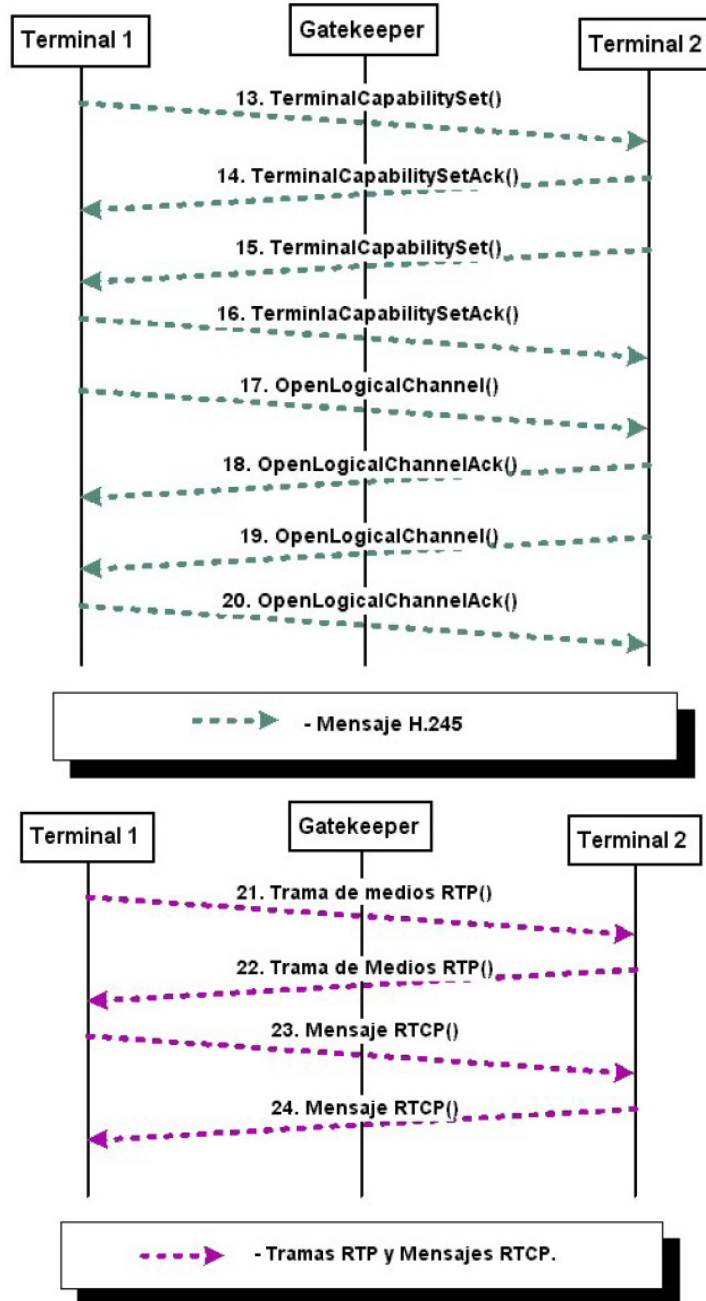 Terminal 1
Gatekeeper
Terminal 2
13. TerminalCapabilitySet()
14. TerminalCapabilitySetAck()
15. TerminalCapabilitySet()
16. TerminlaCapabilitySetAck()
17. OpenLogicalChannel()
18. OpenLogicalChannelAck()
19. OpenLogicalChannel()
20. OpenLogicalChannelAck()
- Mensaje H.245
Terminal 1
Gatekeeper
Terminal 2
21. Trama de medios RTP()
22. Trama de Medios RTP()
23. Mensaje RTCP()
24. Mensaje RTCP()
- Tramas RTP y Mensajes RTCP.